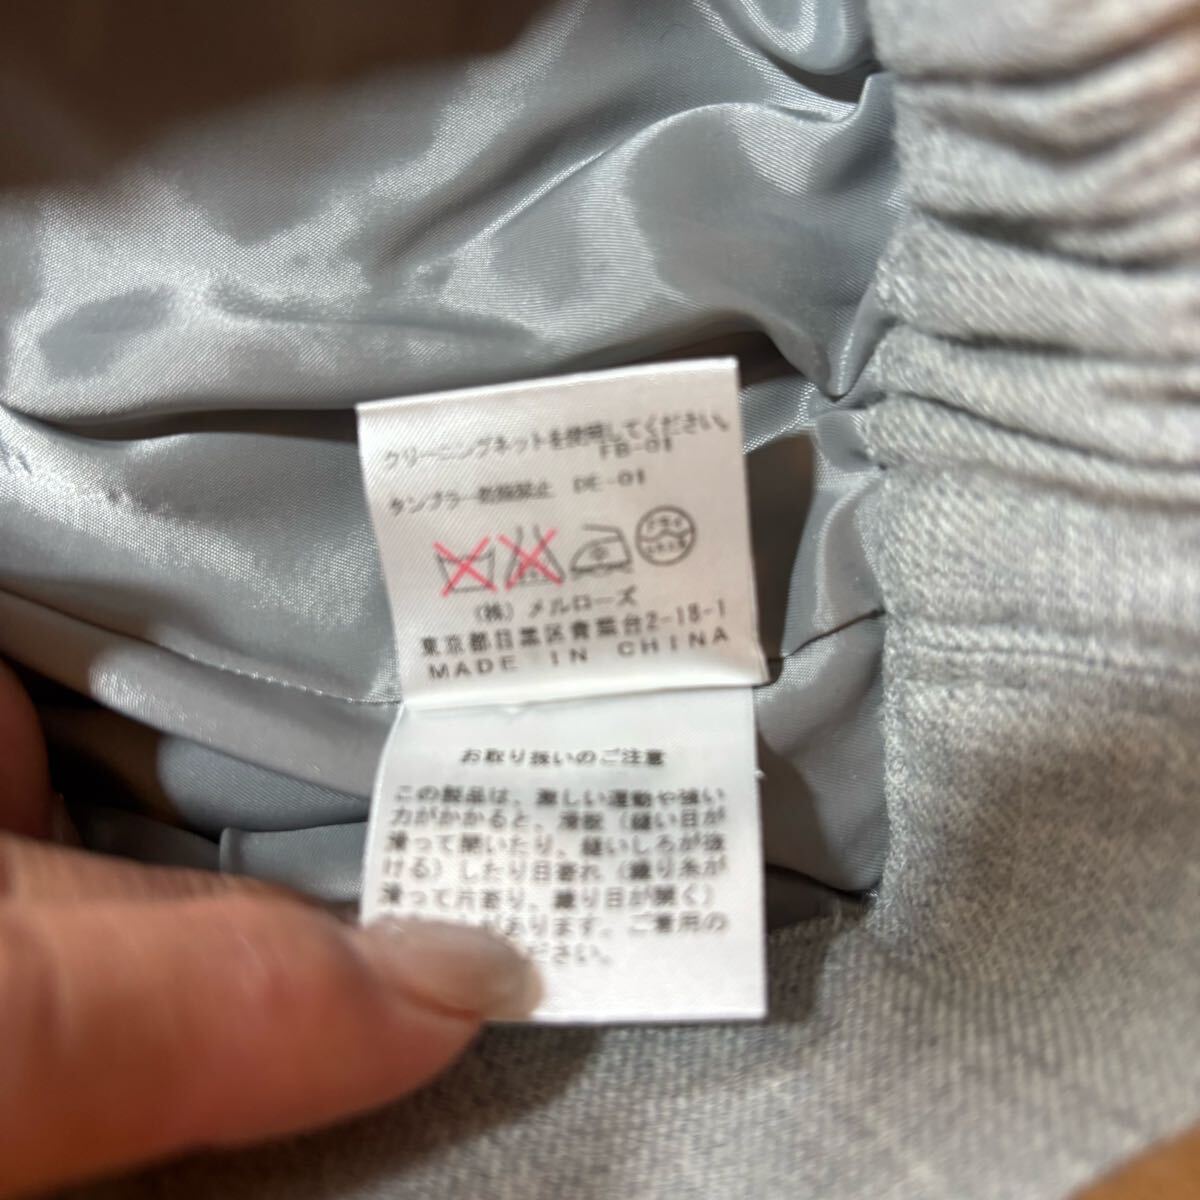 クリーニングネットを使用してください。
FB-01
タンブラー乾燥禁止 DE-01
(株) メルローズ
東京都目黒区青葉台2-18-1
MADE IN CHINA
お取り扱いのご注意
この製品は、激しい運動や強い
力がかかると、滑脱(縫い目が
滑って開いたり、縫いしろが抜
ける)したり目寄れ(織り糸が
滑って片寄り、織り目が開く)
があります。ご着用の
ださい。